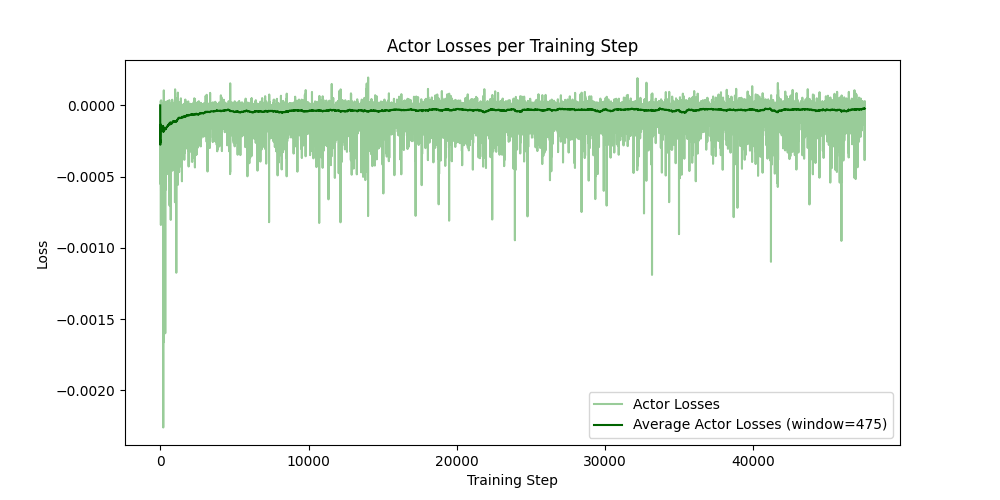 Actor Losses per Training Step
0.0000
−0.0005
−0.0010
−0.0015
−0.0020
Loss
0 10000 20000 30000 40000
Training Step
Actor Losses
Average Actor Losses (window=475)